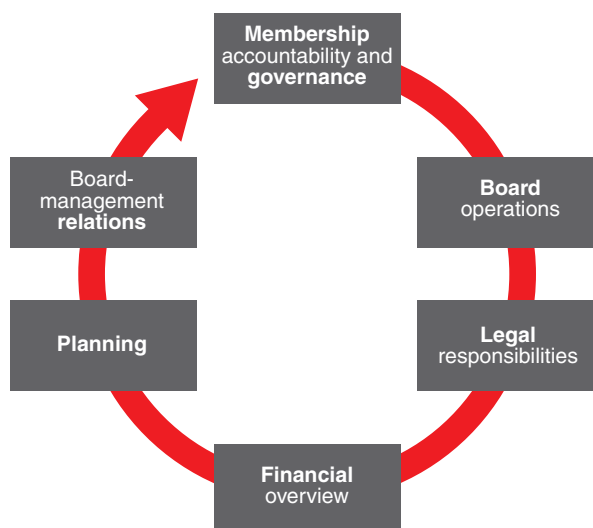 Membership
accountability and
governance
Board
operations
Legal
responsibilities
Financial
overview
Planning
Board-
management
relations